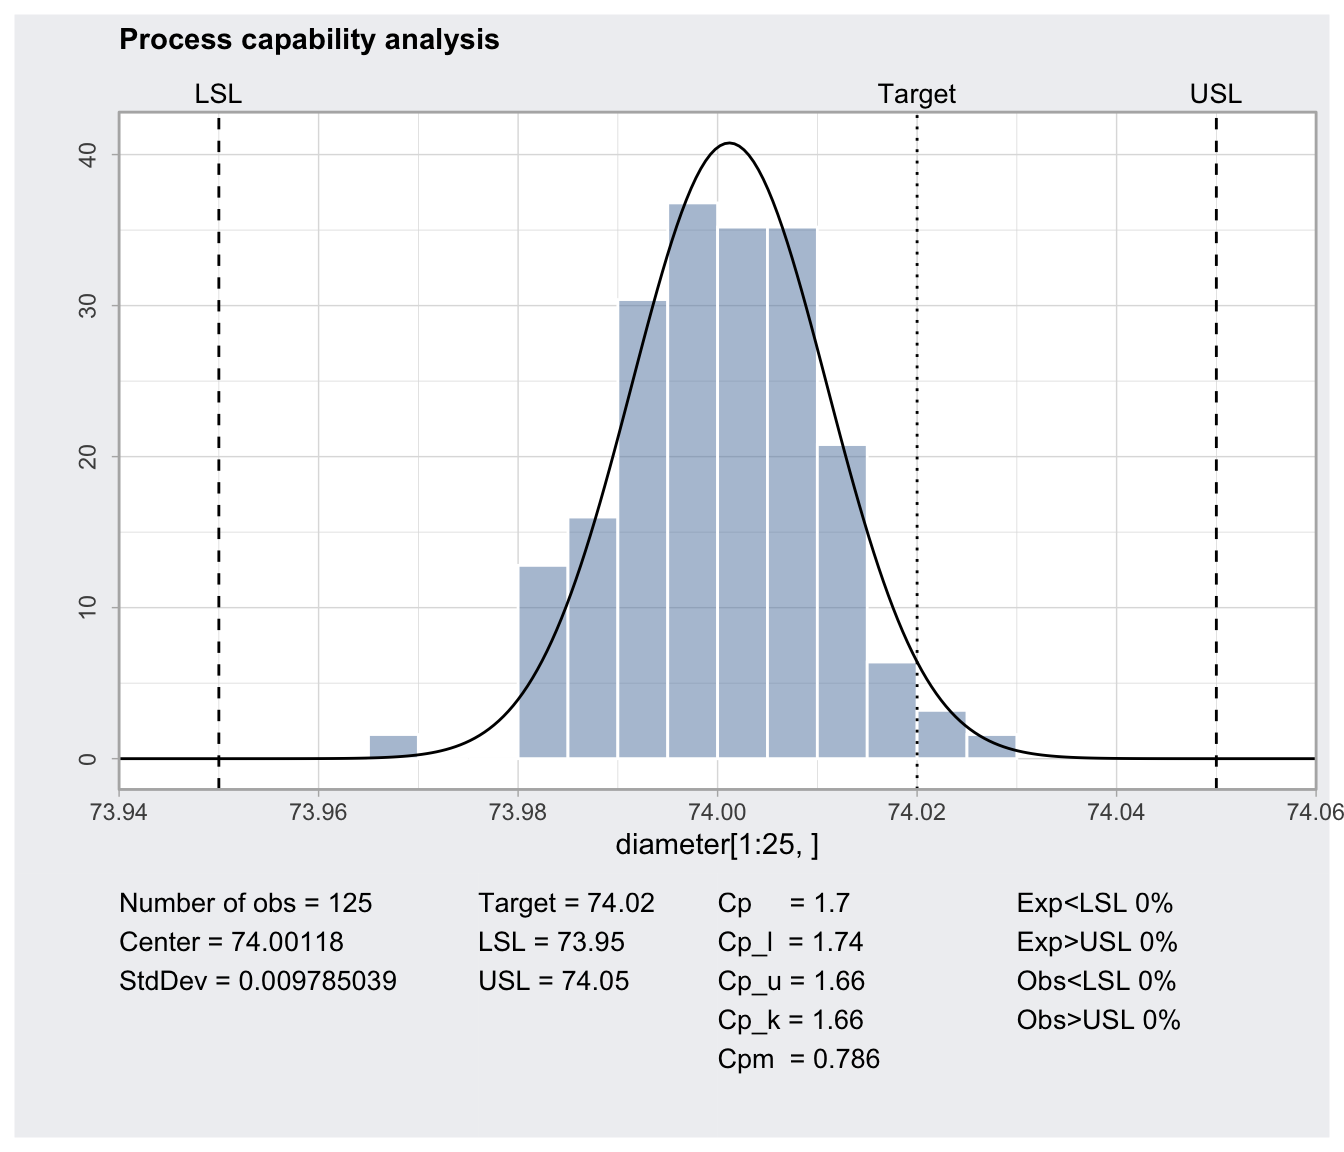 Process capability analysis
LSL Target USL
40
30
20
10
0
73.94 73.96 73.98 74.00 74.02 74.04 74.06
diameter[1:25, ]
Number of obs = 125 Target = 74.02 Cp = 1.7 Exp<LSL 0%
Center = 74.00118 LSL = 73.95 Cp_l = 1.74 Exp>USL 0%
StdDev = 0.009785039 USL = 74.05 Cp_u = 1.66 Obs<LSL 0%
Cp_k = 1.66 Obs>USL 0%
Cpm = 0.786